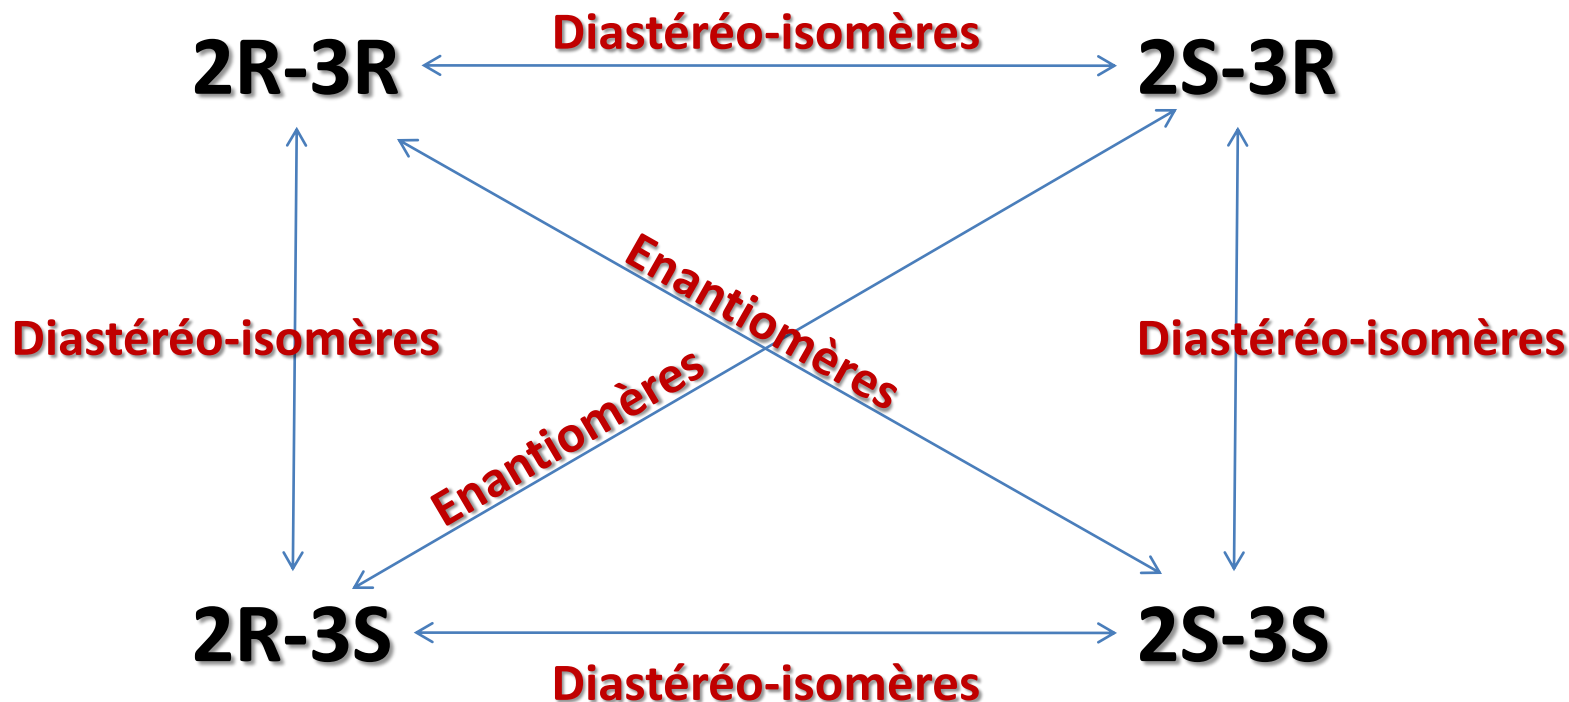 Diastéréo-isomères
2R-3R
2S-3R
Enantiomères
Diastéréo-isomères
Diastéréo-isomères
Enantiomères
2R-3S
2S-3S
Diastéréo-isomères